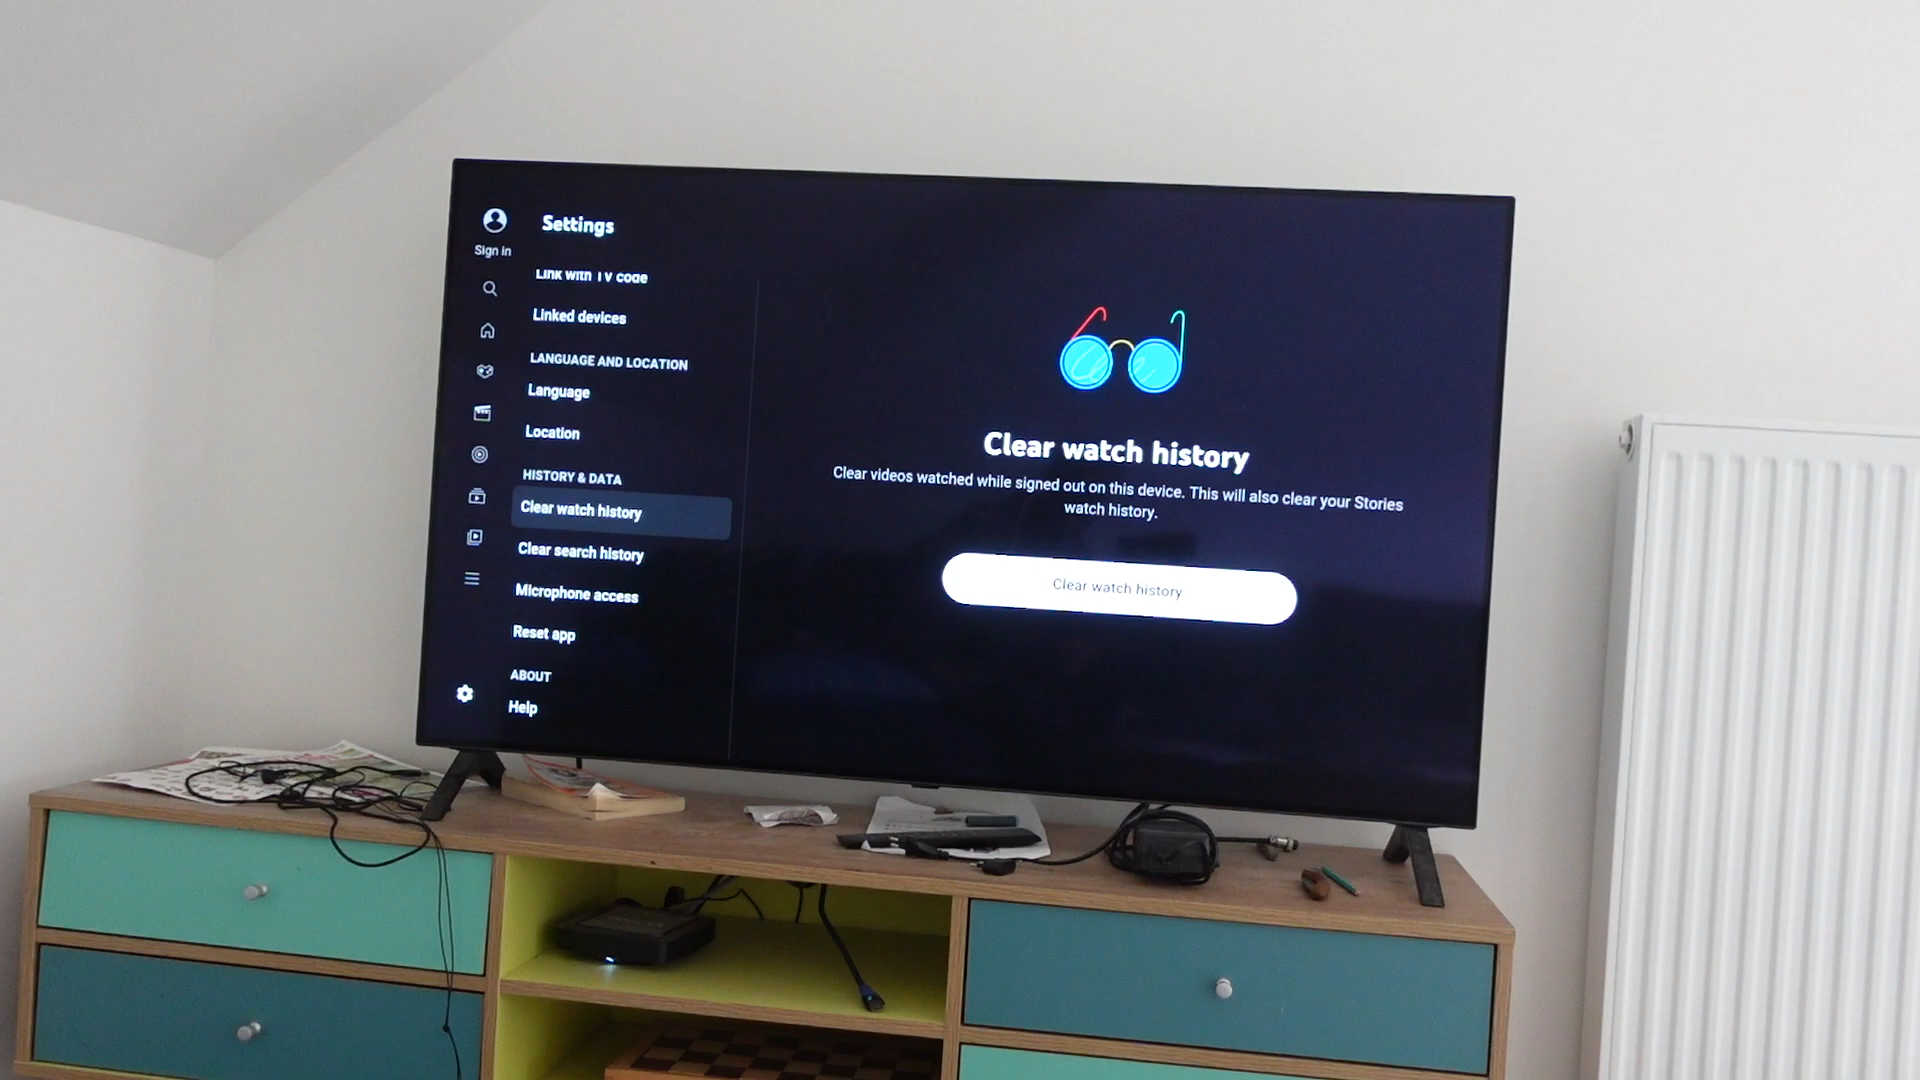 Sign in
Settings
Link with TV code
Linked devices
LANGUAGE AND LOCATION
Language
Location
HISTORY & DATA
Clear watch history
Clear search history
Microphone access
Reset app
ABOUT
Help
Clear watch history
Clear videos watched while signed out on this device. This will also clear your Stories
watch history.
Clear watch history